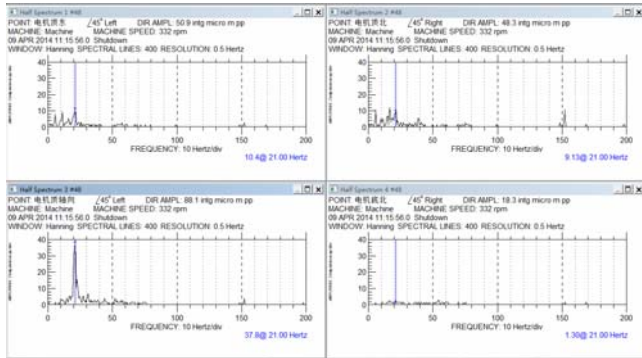 Half Spectrum 1 #48
POINT: 电机顶东 ∠45° Left DIR AMPL: 50.9 intg micro m pp
MACHINE: Machine MACHINE SPEED: 332 rpm
09 APR 2014 11:15:56.0 Shutdown
WINDOW: Hanning SPECTRAL LINES: 400 RESOLUTION: 0.5 Hertz
40
30
20
10
0
0 50 100 150 200
FREQUENCY: 10 Hertz/div
10.4@ 21.00 Hertz
Half Spectrum 2 #48
POINT: 电机顶北 ∠45° Right DIR AMPL: 48.3 intg micro m pp
MACHINE: Machine MACHINE SPEED: 332 rpm
09 APR 2014 11:15:56.0 Shutdown
WINDOW: Hanning SPECTRAL LINES: 400 RESOLUTION: 0.5 Hertz
40
30
20
10
0
0 50 100 150 200
FREQUENCY: 10 Hertz/div
9.13@ 21.00 Hertz
Half Spectrum 3 #48
POINT: 电机顶轴向 ∠45° Left DIR AMPL: 88.1 intg micro m pp
MACHINE: Machine MACHINE SPEED: 332 rpm
09 APR 2014 11:15:56.0 Shutdown
WINDOW: Hanning SPECTRAL LINES: 400 RESOLUTION: 0.5 Hertz
40
30
20
10
0
0 50 100 150 200
FREQUENCY: 10 Hertz/div
37.8@ 21.00 Hertz
Half Spectrum 4 #48
POINT: 电机底北 ∠45° Right DIR AMPL: 18.3 intg micro m pp
MACHINE: Machine MACHINE SPEED: 332 rpm
09 APR 2014 11:15:56.0 Shutdown
WINDOW: Hanning SPECTRAL LINES: 400 RESOLUTION: 0.5 Hertz
40
30
20
10
0
0 50 100 150 200
FREQUENCY: 10 Hertz/div
1.30@ 21.00 Hertz